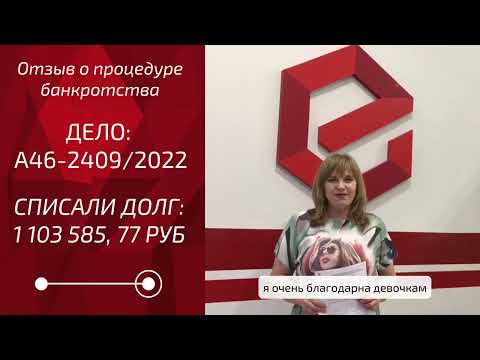 Отзыв о процедуре
банкротства
ДЕЛО:
А46-2409/2022
СПИСАЛИ ДОЛГ:
1 103 585, 77 РУБ
я очень благодарна девочкам